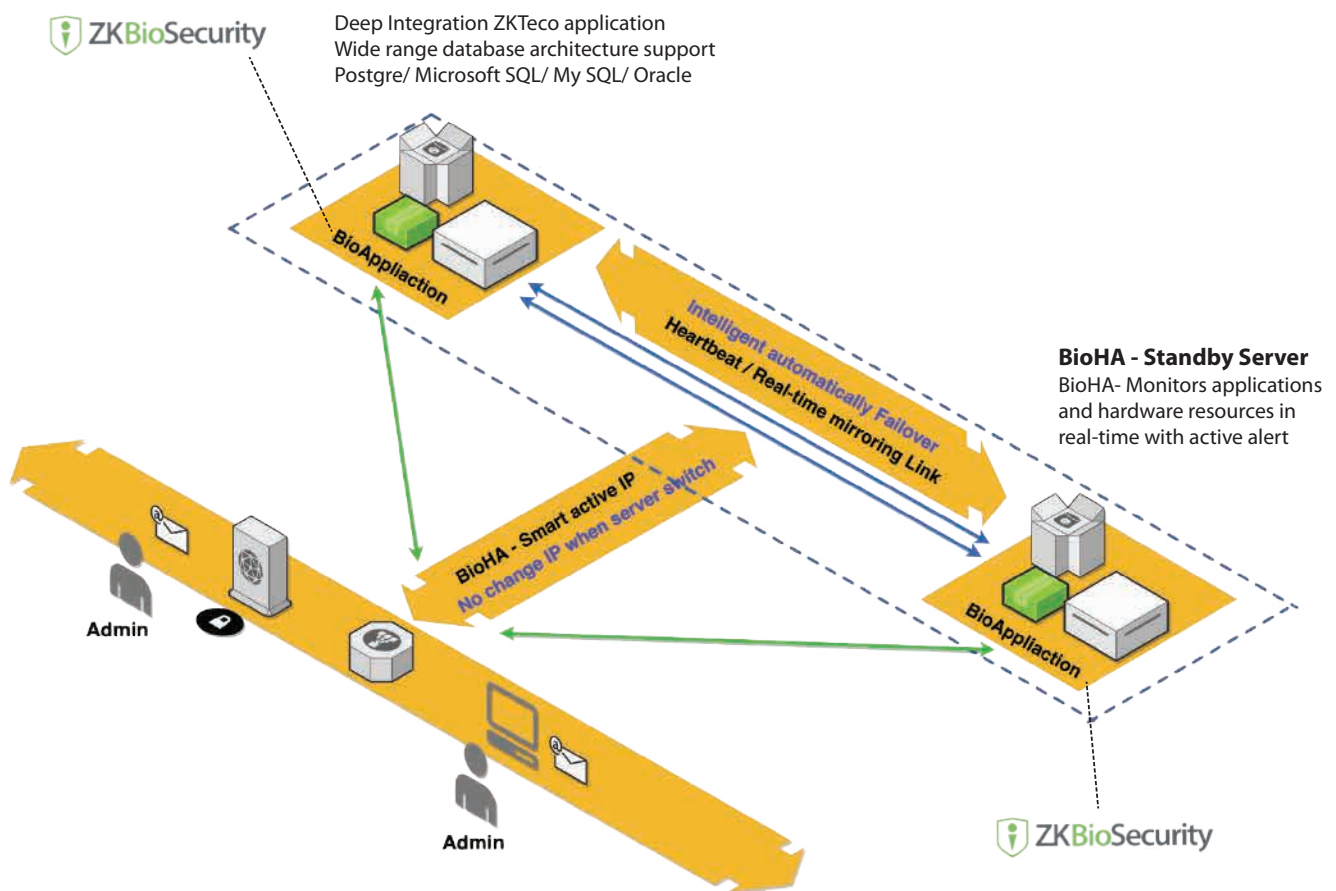 ZKBioSecurity
Deep Integration ZKTeco application
Wide range database architecture support
Postgre/ Microsoft SQL/ My SQL/ Oracle
BioAppliaction
Intelligent automatically Failover
Heartbeat / Real-time mirroring Link
BioHA - Standby Server
BioHA- Monitors applications
and hardware resources in
real-time with active alert
BioHA - Smart active IP
No change IP when server switch
@
Admin
BioAppliaction
@
Admin
ZKBioSecurity